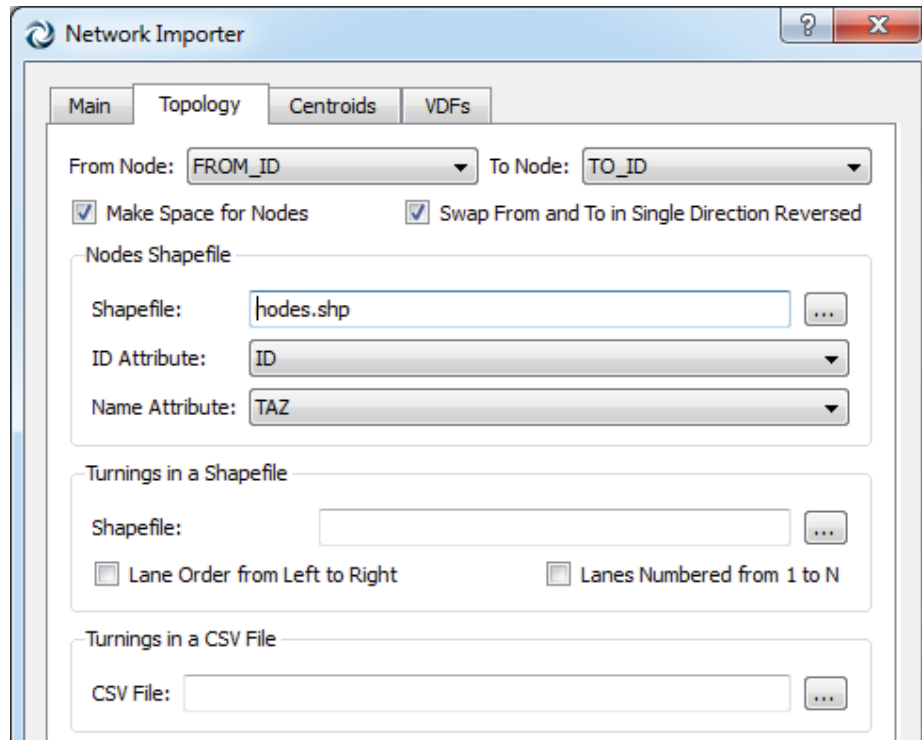 Network Importer
Main Topology Centroids VDFs
From Node: FROM_ID To Node: TO_ID
Make Space for Nodes Swap From and To in Single Direction Reversed
Nodes Shapefile
Shapefile: nodes.shp ...
ID Attribute: ID
Name Attribute: TAZ
Turnings in a Shapefile
Shapefile: ...
Lane Order from Left to Right Lanes Numbered from 1 to N
Turnings in a CSV File
CSV File: ...